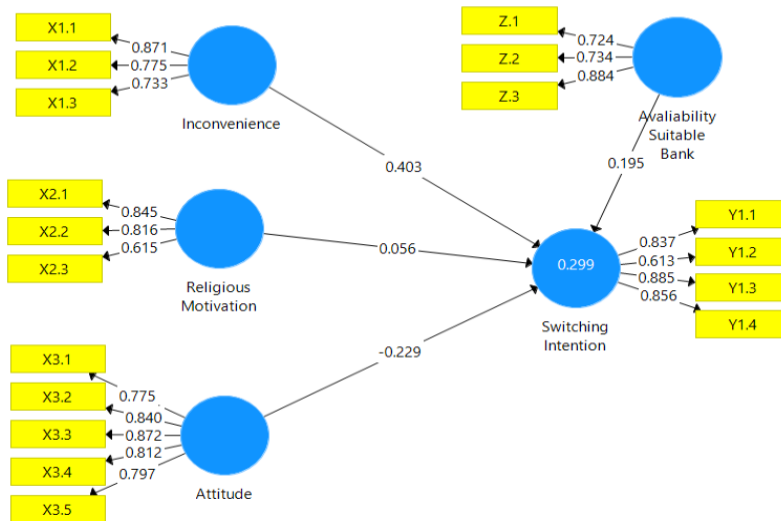 X1.1
0.871
X1.2
0.775
X1.3
0.733
Inconvenience
Z.1
0.724
Z.2
0.734
Z.3
0.884
Avaliability
Suitable
Bank
0.403
0.195
X2.1
0.845
X2.2
0.816
X2.3
0.615
Religious
Motivation
0.056
0.299
Switching
Intention
0.837
Y1.1
0.613
Y1.2
0.885
Y1.3
0.856
Y1.4
-0.229
X3.1
0.775
X3.2
0.840
X3.3
0.872
X3.4
0.812
X3.5
0.797
Attitude